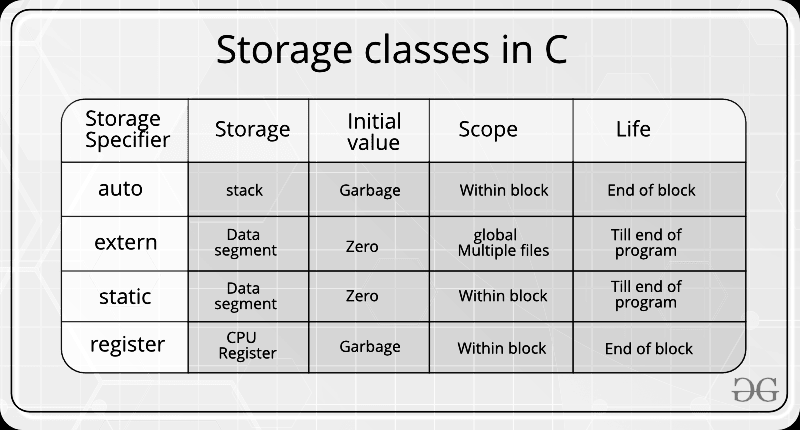 Storage classes in C
Storage
Specifier
Storage
Initial
value
Scope
Life
auto
stack
Garbage
Within block
End of block
extern
Data
segment
Zero
global
Multiple files
Till end of
program
static
Data
segment
Zero
Within block
Till end of
program
register
CPU
Register
Garbage
Within block
End of block
GG